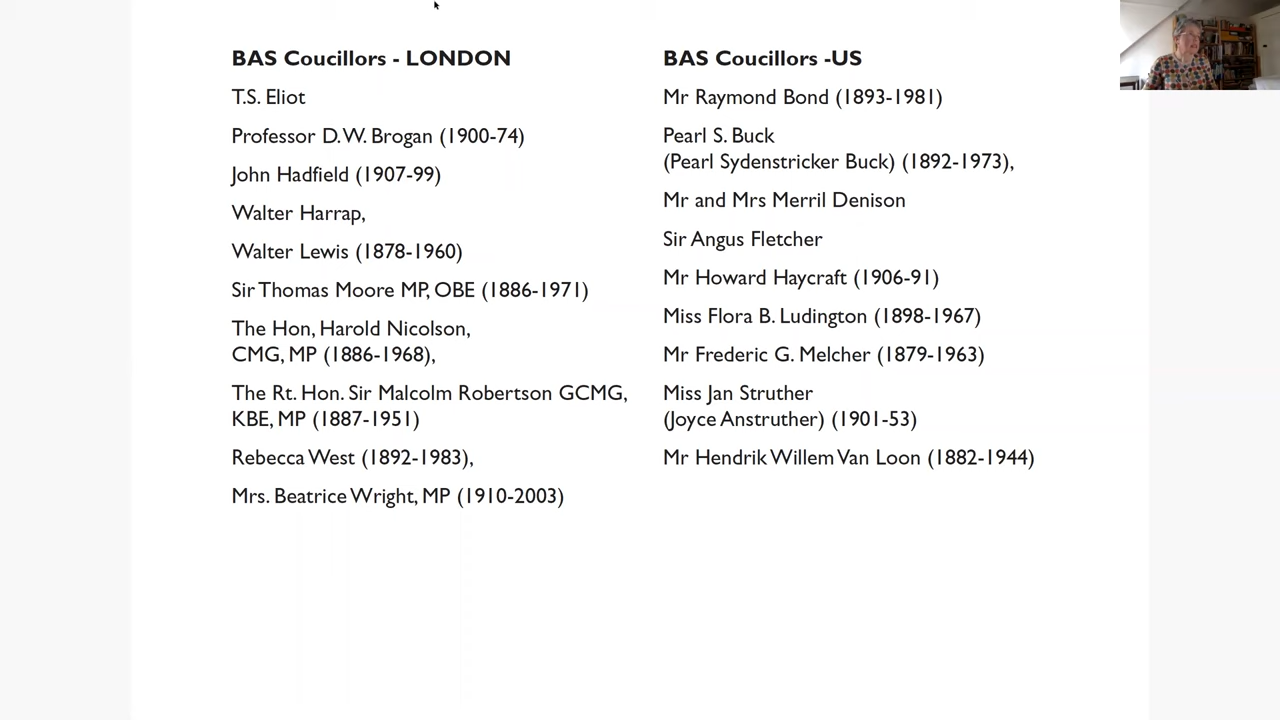 BAS Coucillors - LONDON
T.S. Eliot
Professor D.W. Brogan (1900-74)
John Hadfield (1907-99)
Walter Harrap,
Walter Lewis (1878-1960)
Sir Thomas Moore MP, OBE (1886-1971)
The Hon, Harold Nicolson,
CMG, MP (1886-1968),
The Rt. Hon. Sir Malcolm Robertson GCMG,
KBE, MP (1887-1951)
Rebecca West (1892-1983),
Mrs. Beatrice Wright, MP (1910-2003)
BAS Coucillors -US
Mr Raymond Bond (1893-1981)
Pearl S. Buck
(Pearl Sydenstricker Buck) (1892-1973),
Mr and Mrs Merril Denison
Sir Angus Fletcher
Mr Howard Haycraft (1906-91)
Miss Flora B. Ludington (1898-1967)
Mr Frederic G. Melcher (1879-1963)
Miss Jan Struther
(Joyce Anstruther) (1901-53)
Mr Hendrik Willem Van Loon (1882-1944)